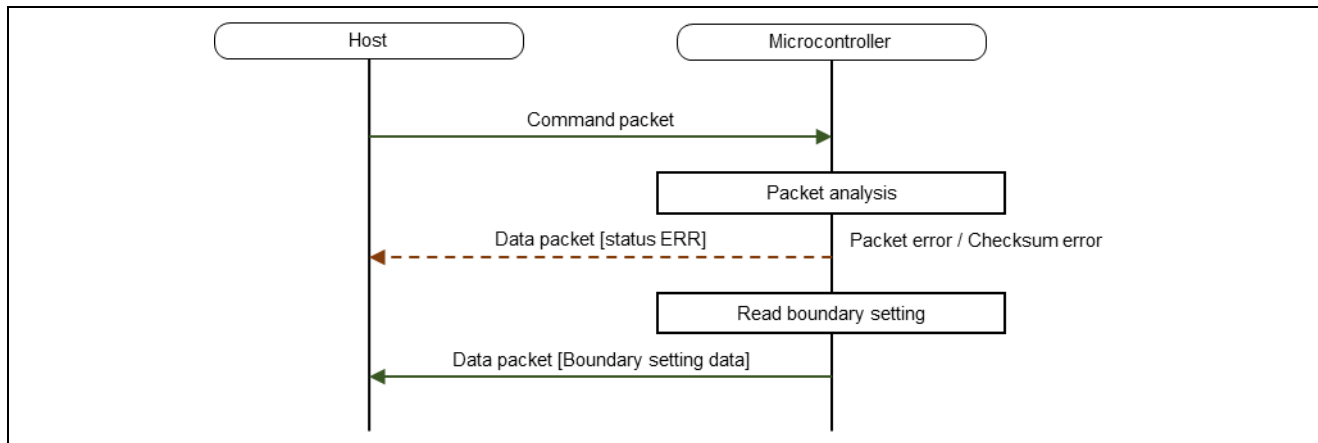 Host
Microcontroller
Command packet
Packet analysis
Data packet [status ERR]
Packet error / Checksum error
Read boundary setting
Data packet [Boundary setting data]